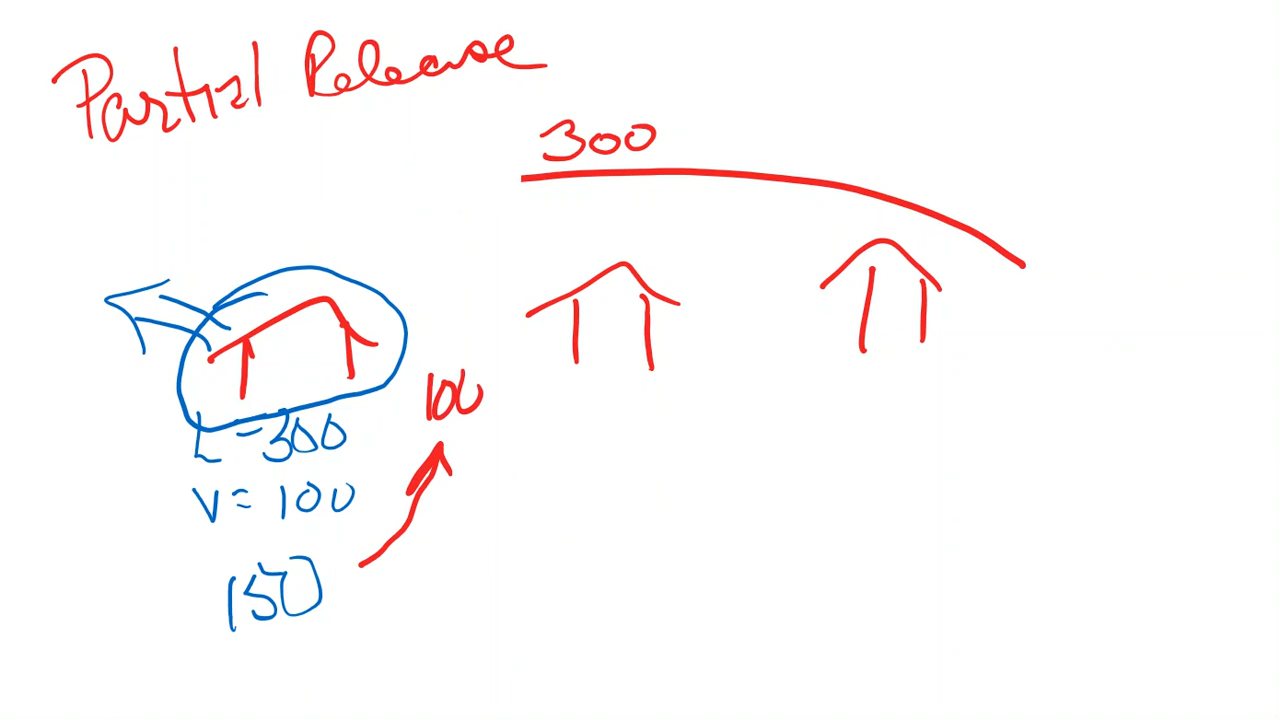 Partial Release
300
L = 300
100
V = 100
150